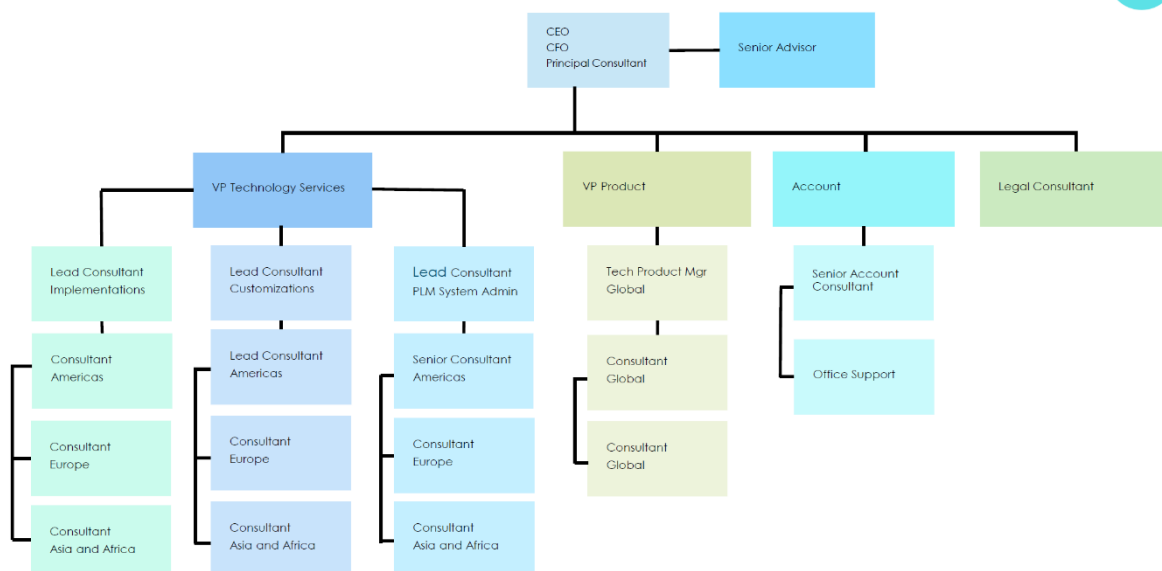 CEO
CFO
Principal Consultant
Senior Advisor
VP Technology Services
VP Product
Account
Legal Consultant
Lead Consultant
Implementations
Lead Consultant
Customizations
Lead Consultant
PLM System Admin
Tech Product Mgr
Global
Senior Account
Consultant
Consultant
Americas
Lead Consultant
Americas
Senior Consultant
Americas
Consultant
Global
Office Support
Consultant
Europe
Consultant
Europe
Consultant
Europe
Consultant
Global
Consultant
Asia and Africa
Consultant
Asia and Africa
Consultant
Asia and Africa